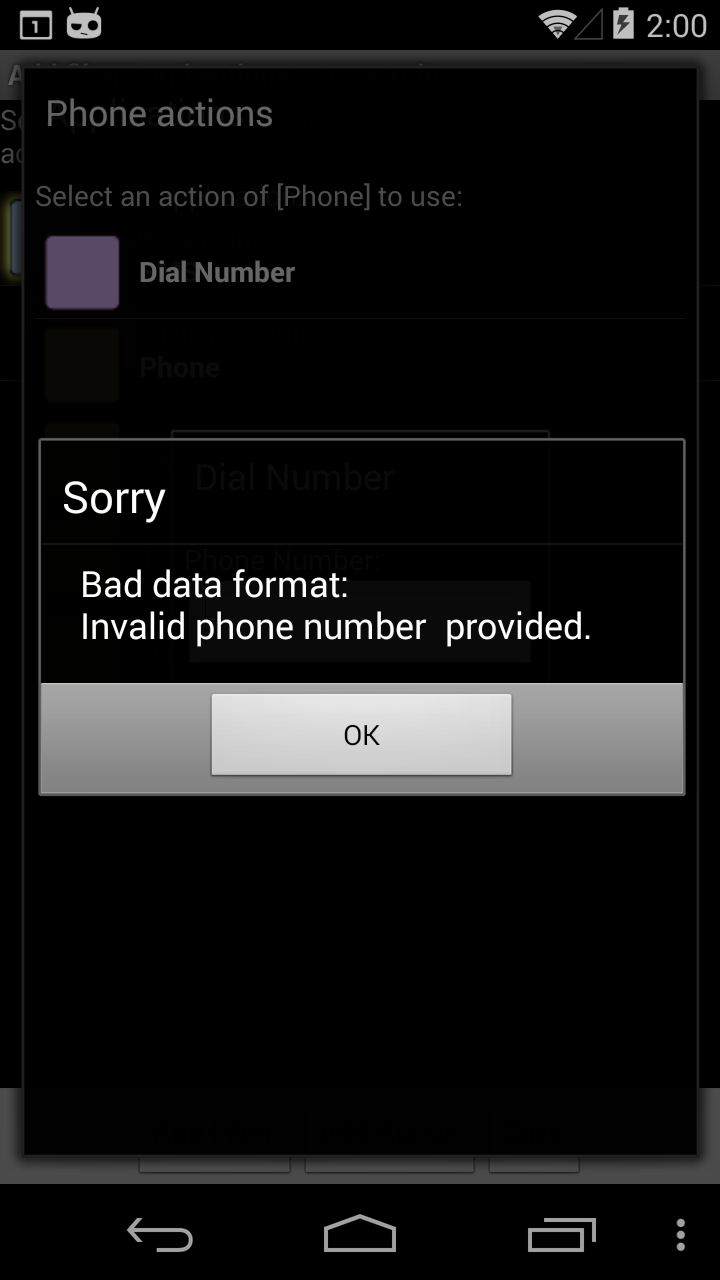 1
2:00
Phone actions
Select an action of [Phone] to use:
Dial Number
Phone
Dial Number
Phone Number:
Sorry
Bad data format:
Invalid phone number  provided.
OK